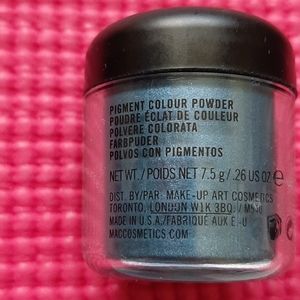 PIGMENT COLOUR POWDER
POUDRE ÉCLAT DE COULEUR
POLVERE COLORATA
FARBPUDER
POLVOS CON PIGMENTOS
NET WT. / POIDS NET 7.5 g / .26 US OZ e
DIST. BY/PAR. MAKE-UP ART COSMETICS
TORONTO, LONDON W1K 3BQ
MADE IN U.S.A./FABRIQUÉ AUX É-U
MACCOSMETICS.COM